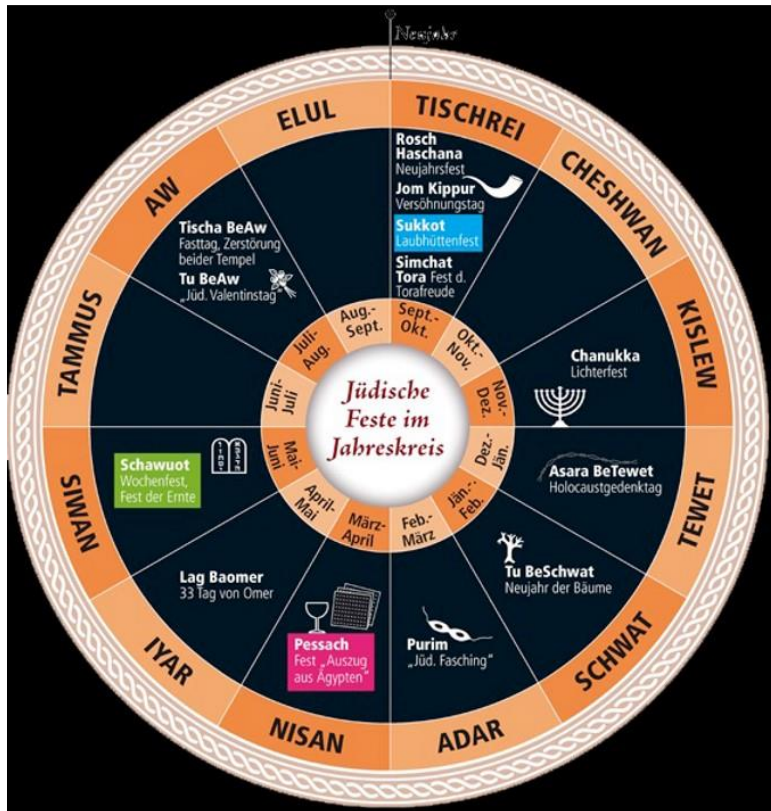 Neujahr
TISCHREI
Rosch
Haschana
Neujahrsfest
Jom Kippur
Versöhnungstag
Sukkot
Laubhüttenfest
Simchat
Tora Fest d.
Torafreude
Sept.-
Okt.
CHESHWAN
Okt.-
Nov.
KISLEW
Chanukka
Lichterfest
Nov.-
Dez.
TEWET
Asara BeTewet
Holocaustgedenktag
Dez.-
Jän.
SCHWAT
Tu BeSchwat
Neujahr der Bäume
Jän.-
Feb.
ADAR
Purim
„Jüd. Fasching“
Feb.-
März
NISAN
Pessach
Fest „Auszug
aus Ägypten“
März-
April
IYAR
Lag Baomer
33 Tag von Omer
April-
Mai
SIWAN
Schawuot
Wochenfest,
Fest der Ernte
Mai-
Juni
TAMMUS
Juni-
Juli
AW
Tischa BeAw
Fasttag, Zerstörung
beider Tempel
Tu BeAw
„Jüd. Valentinstag“
Juli-
Aug.
ELUL
Aug.-
Sept.
Jüdische
Feste im
Jahreskreis